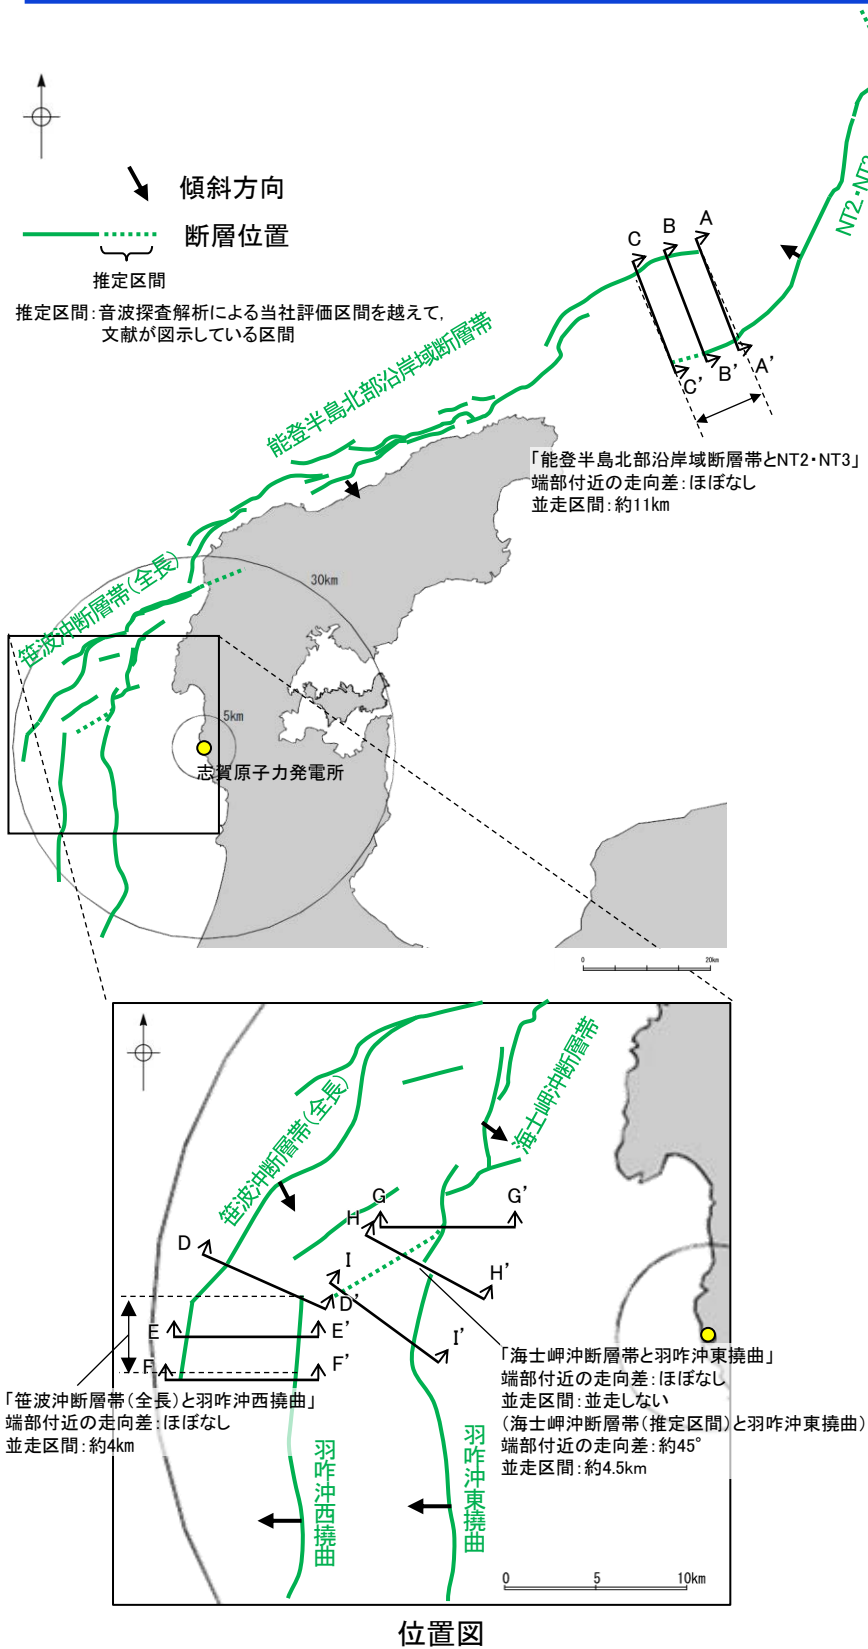 傾斜方向
断層位置
推定区間
推定区間：音波探査解析による当社評価区間を越えて，
文献が図示している区間
NT2・NT3
A
B
C
A'
B'
C'
能登半島北部沿岸域断層帯
「能登半島北部沿岸域断層帯とNT2・NT3」
端部付近の走向差：ほぼなし
並走区間：約11km
笹波沖断層帯(全長)
30km
5km
志賀原子力発電所
0 20km
笹波沖断層帯(全長)
海士岬沖断層帯
G
G'
H
D
I
H'
D'
E
E'
I'
F
F'
「海士岬沖断層帯と羽咋沖東撓曲」
端部付近の走向差：ほぼなし
並走区間：並走しない
(海士岬沖断層帯(推定区間)と羽咋沖東撓曲)
端部付近の走向差：約45°
並走区間：約4.5km
「笹波沖断層帯(全長)と羽咋沖西撓曲」
端部付近の走向差：ほぼなし
並走区間：約4km
羽咋沖西撓曲
羽咋沖東撓曲
0 5 10km
位置図